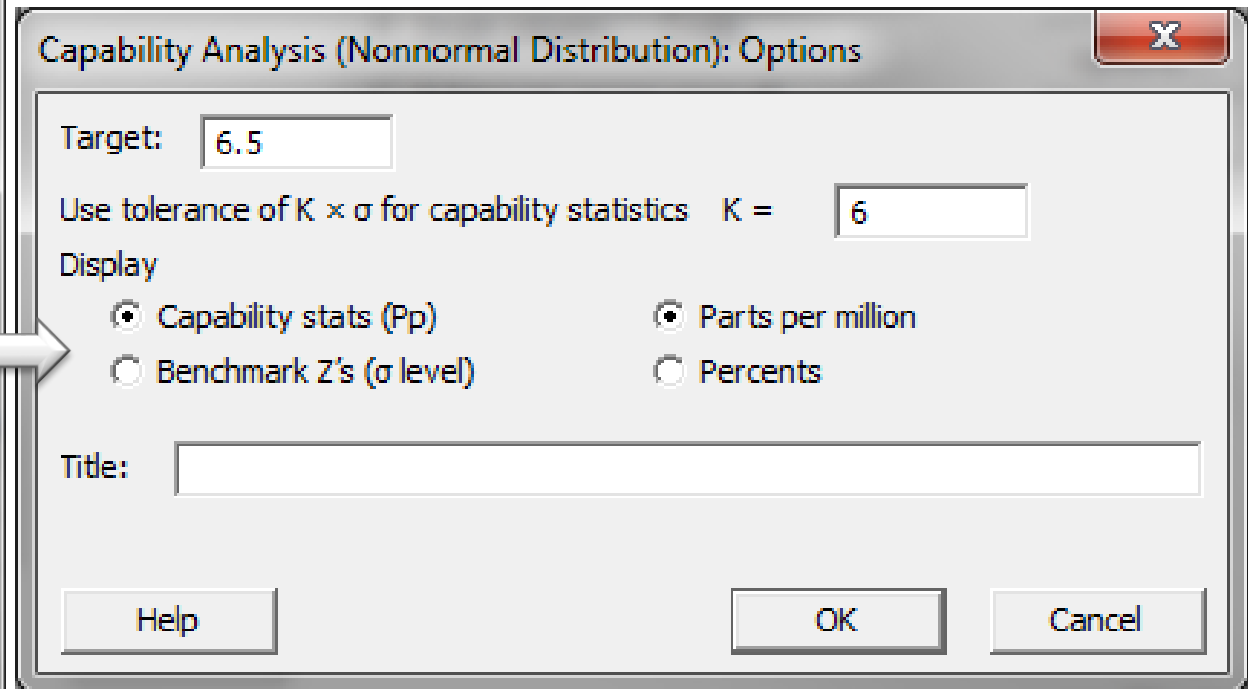 Capability Analysis (Nonnormal Distribution): Options
Target: 6.5
Use tolerance of K × σ for capability statistics K = 6
Display
Capability stats (Pp) Parts per million
Benchmark Z's (σ level) Percents
Title:
Help OK Cancel